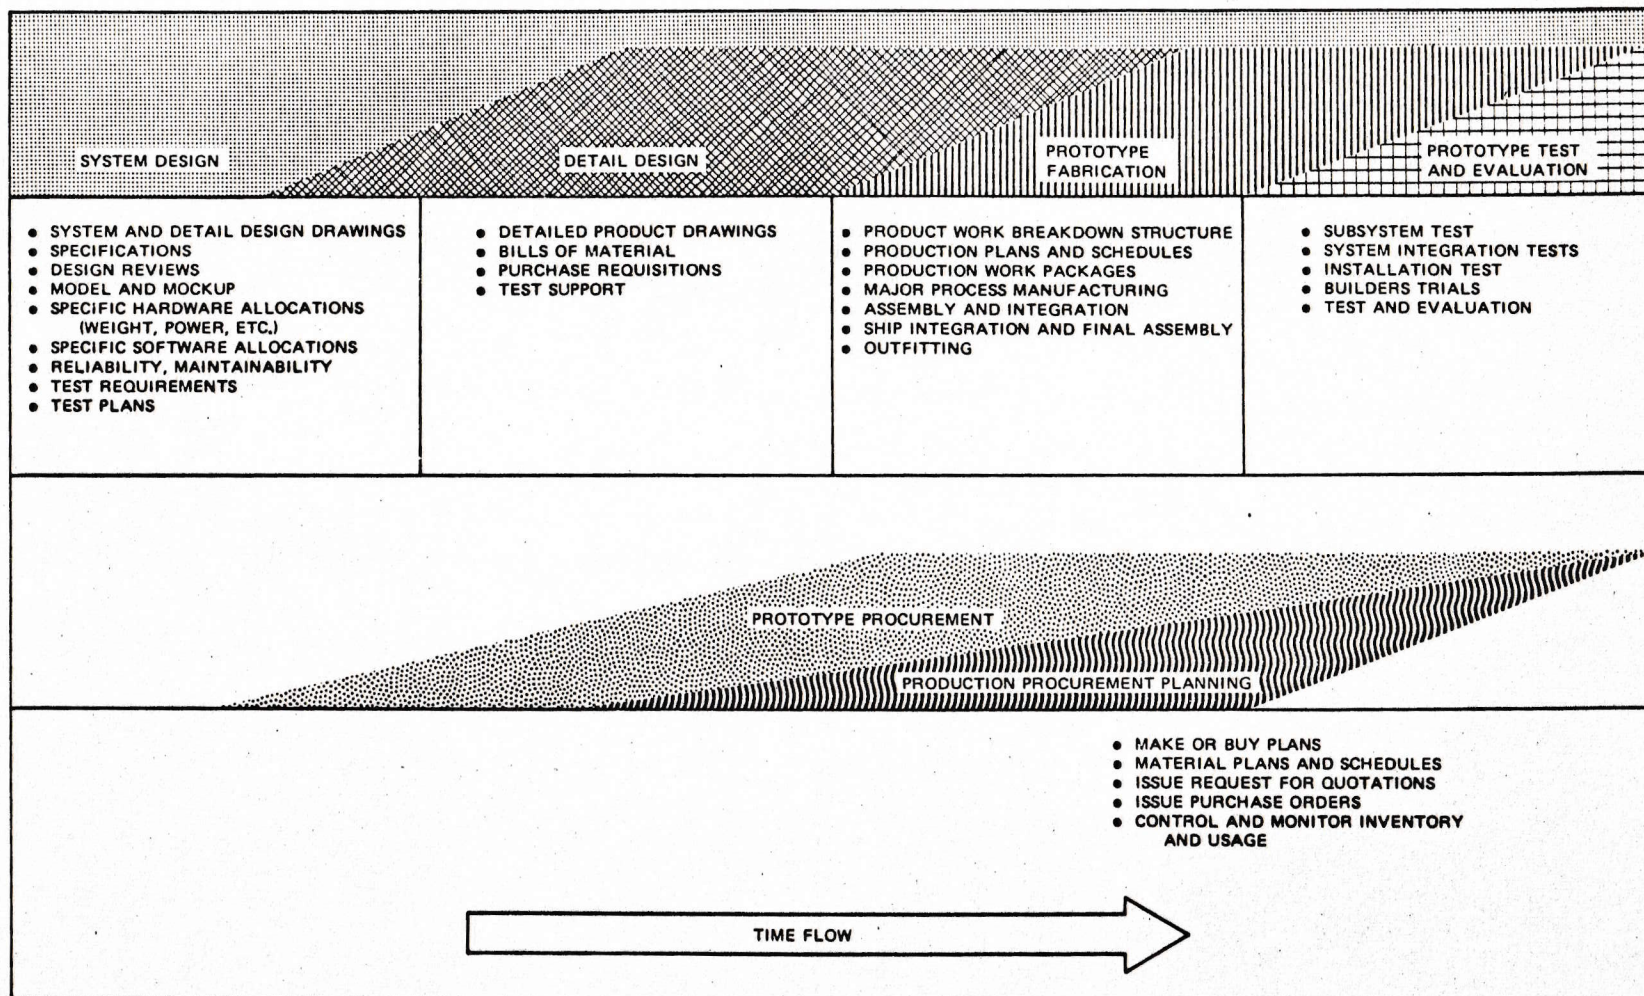 SYSTEM DESIGN
DETAIL DESIGN
PROTOTYPE
FABRICATION
PROTOTYPE TEST
AND EVALUATION
• SYSTEM AND DETAIL DESIGN DRAWINGS
• SPECIFICATIONS
• DESIGN REVIEWS
• MODEL AND MOCKUP
• SPECIFIC HARDWARE ALLOCATIONS
(WEIGHT, POWER, ETC.)
• SPECIFIC SOFTWARE ALLOCATIONS
• RELIABILITY, MAINTAINABILITY
• TEST REQUIREMENTS
• TEST PLANS
• DETAILED PRODUCT DRAWINGS
• BILLS OF MATERIAL
• PURCHASE REQUISITIONS
• TEST SUPPORT
• PRODUCT WORK BREAKDOWN STRUCTURE
• PRODUCTION PLANS AND SCHEDULES
• PRODUCTION WORK PACKAGES
• MAJOR PROCESS MANUFACTURING
• ASSEMBLY AND INTEGRATION
• SHIP INTEGRATION AND FINAL ASSEMBLY
• OUTFITTING
• SUBSYSTEM TEST
• SYSTEM INTEGRATION TESTS
• INSTALLATION TEST
• BUILDERS TRIALS
• TEST AND EVALUATION
PROTOTYPE PROCUREMENT
PRODUCTION PROCUREMENT PLANNING
• MAKE OR BUY PLANS
• MATERIAL PLANS AND SCHEDULES
• ISSUE REQUEST FOR QUOTATIONS
• ISSUE PURCHASE ORDERS
• CONTROL AND MONITOR INVENTORY
AND USAGE
TIME FLOW